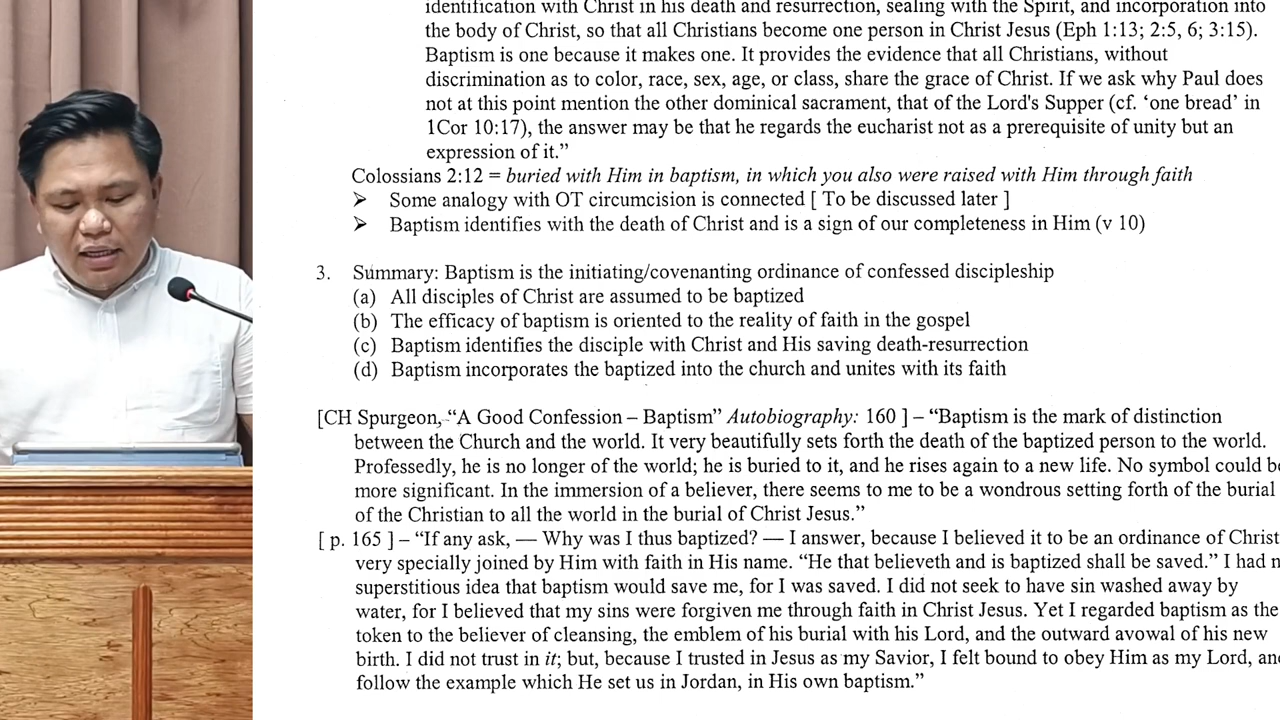 identification with Christ in his death and resurrection, sealing with the Spirit, and incorporation into
the body of Christ, so that all Christians become one person in Christ Jesus (Eph 1:13; 2:5, 6; 3:15).
Baptism is one because it makes one. It provides the evidence that all Christians, without
discrimination as to color, race, sex, age, or class, share the grace of Christ. If we ask why Paul does
not at this point mention the other dominical sacrament, that of the Lord's Supper (cf. ‘one bread’ in
1Cor 10:17), the answer may be that he regards the eucharist not as a prerequisite of unity but an
expression of it.”
Colossians 2:12 = buried with Him in baptism, in which you also were raised with Him through faith
➢ Some analogy with OT circumcision is connected [ To be discussed later ]
➢ Baptism identifies with the death of Christ and is a sign of our completeness in Him (v 10)
3. Summary: Baptism is the initiating/covenanting ordinance of confessed discipleship
(a) All disciples of Christ are assumed to be baptized
(b) The efficacy of baptism is oriented to the reality of faith in the gospel
(c) Baptism identifies the disciple with Christ and His saving death-resurrection
(d) Baptism incorporates the baptized into the church and unites with its faith
[CH Spurgeon, “A Good Confession – Baptism” Autobiography: 160 ] – “Baptism is the mark of distinction
between the Church and the world. It very beautifully sets forth the death of the baptized person to the world.
Professedly, he is no longer of the world; he is buried to it, and he rises again to a new life. No symbol could
more significant. In the immersion of a believer, there seems to me to be a wondrous setting forth of the burial
of the Christian to all the world in the burial of Christ Jesus.”
[ p. 165 ] – “If any ask, — Why was I thus baptized? — I answer, because I believed it to be an ordinance of Christ
very specially joined by Him with faith in His name. “He that believeth and is baptized shall be saved.” I had
superstitious idea that baptism would save me, for I was saved. I did not seek to have sin washed away by
water, for I believed that my sins were forgiven me through faith in Christ Jesus. Yet I regarded baptism as the
token to the believer of cleansing, the emblem of his burial with his Lord, and the outward avowal of his new
birth. I did not trust in it; but, because I trusted in Jesus as my Savior, I felt bound to obey Him as my Lord,
follow the example which He set us in Jordan, in His own baptism.”